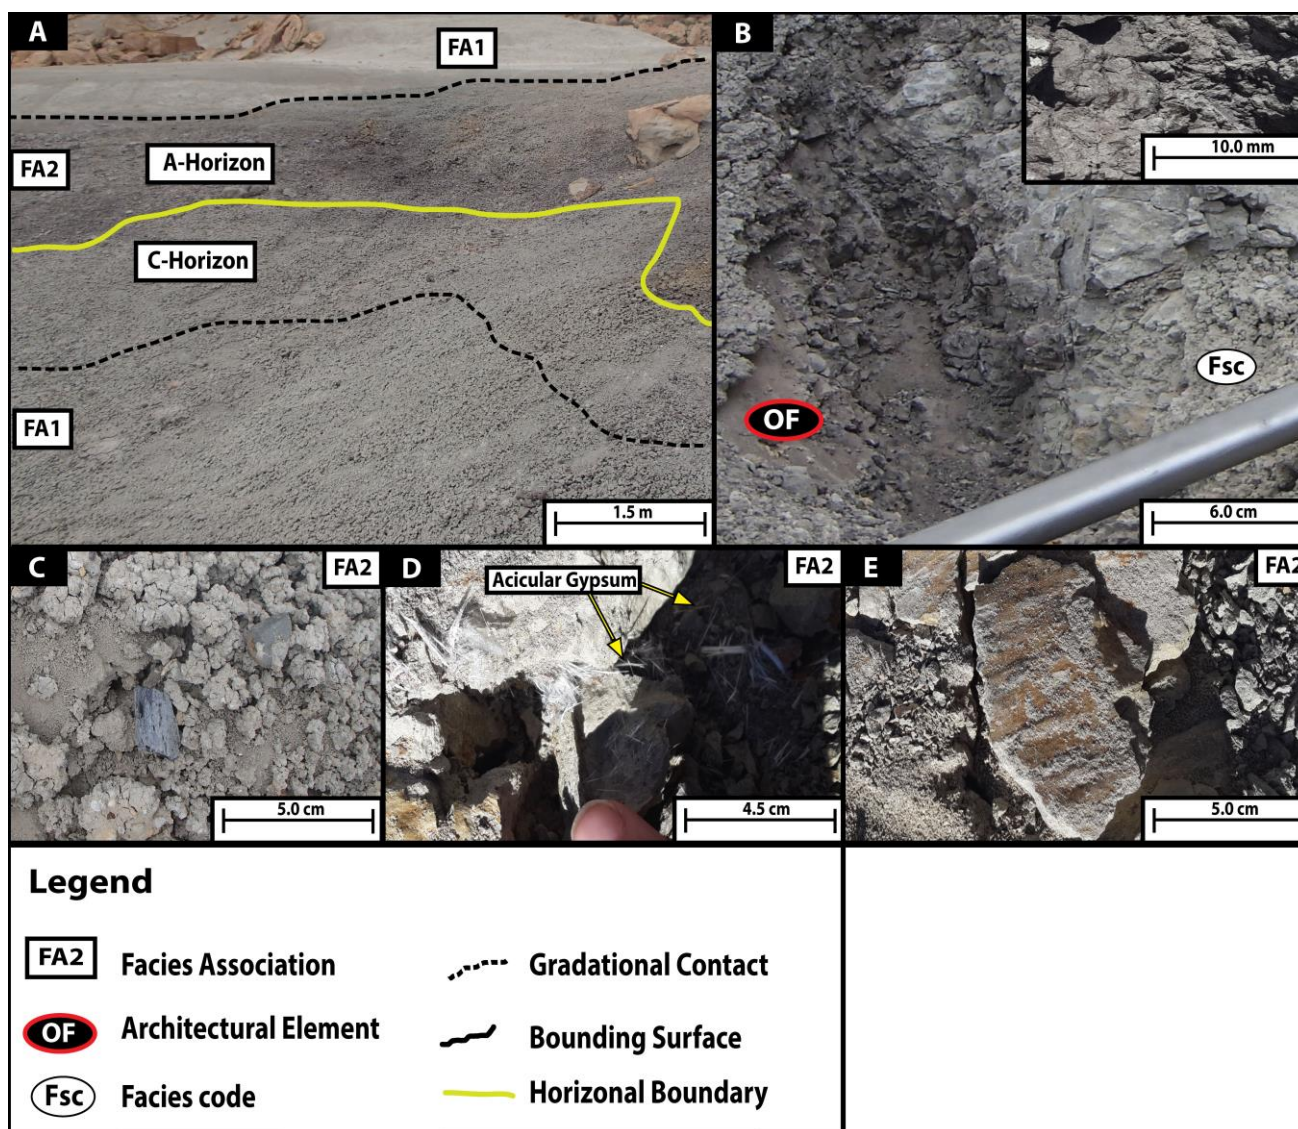 A
FA1
FA2
A-Horizon
C-Horizon
FA1
1.5 m
B
10.0 mm
Fsc
OF
6.0 cm
C
FA2
5.0 cm
D
FA2
Acicular Gypsum
4.5 cm
E
FA2
5.0 cm
Legend
FA2 Facies Association
Gradational Contact
OF Architectural Element
Bounding Surface
Fsc Facies code
Horizonal Boundary